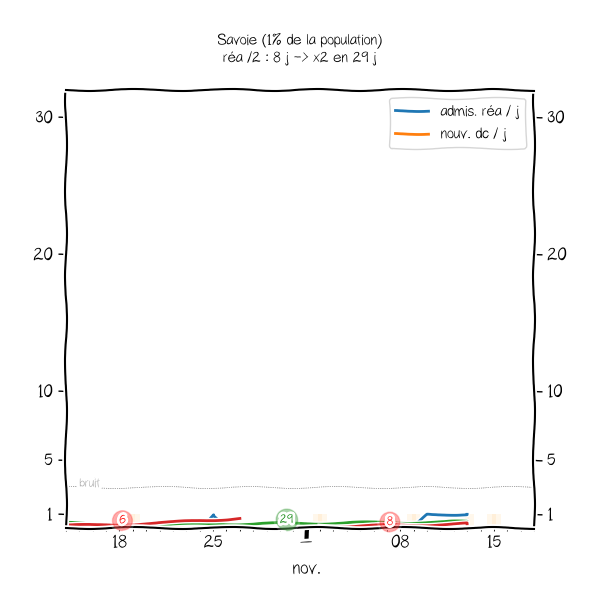 Savoie (1% de la population)
réa /2 : 8 j -> x2 en 29 j
admis. réa / j
nouv. dc / j
30 30
20 20
10 10
5 5
bruit
1 1
6 29 8
18 25 1 08 15
nov.